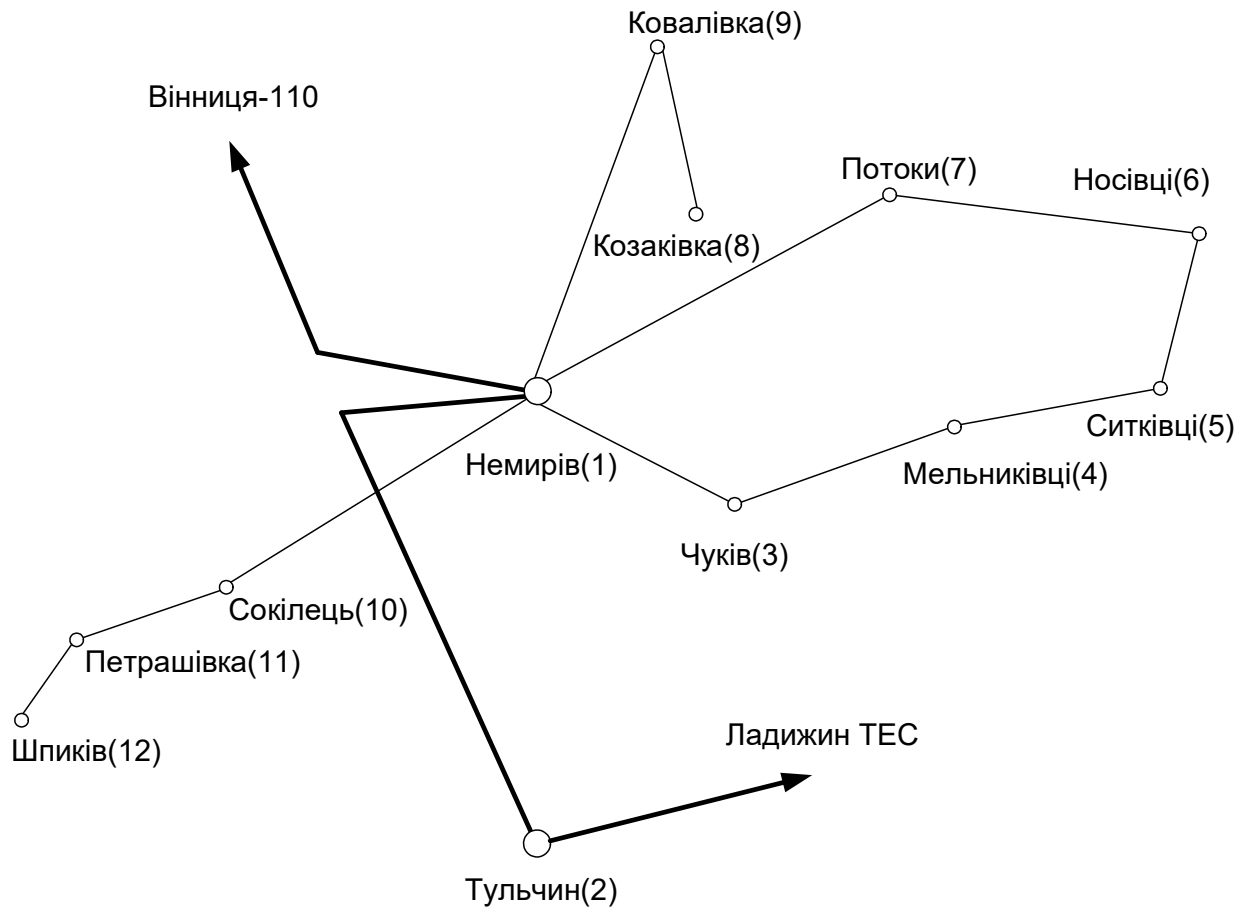 Ковалівка(9)
Вінниця-110
Потоки(7)
Носівці(6)
Козаківка(8)
Ситківці(5)
Немирів(1)
Мельниківці(4)
Чуків(3)
Сокілець(10)
Петрашівка(11)
Шпиків(12)
Ладижин ТЕС
Тульчин(2)